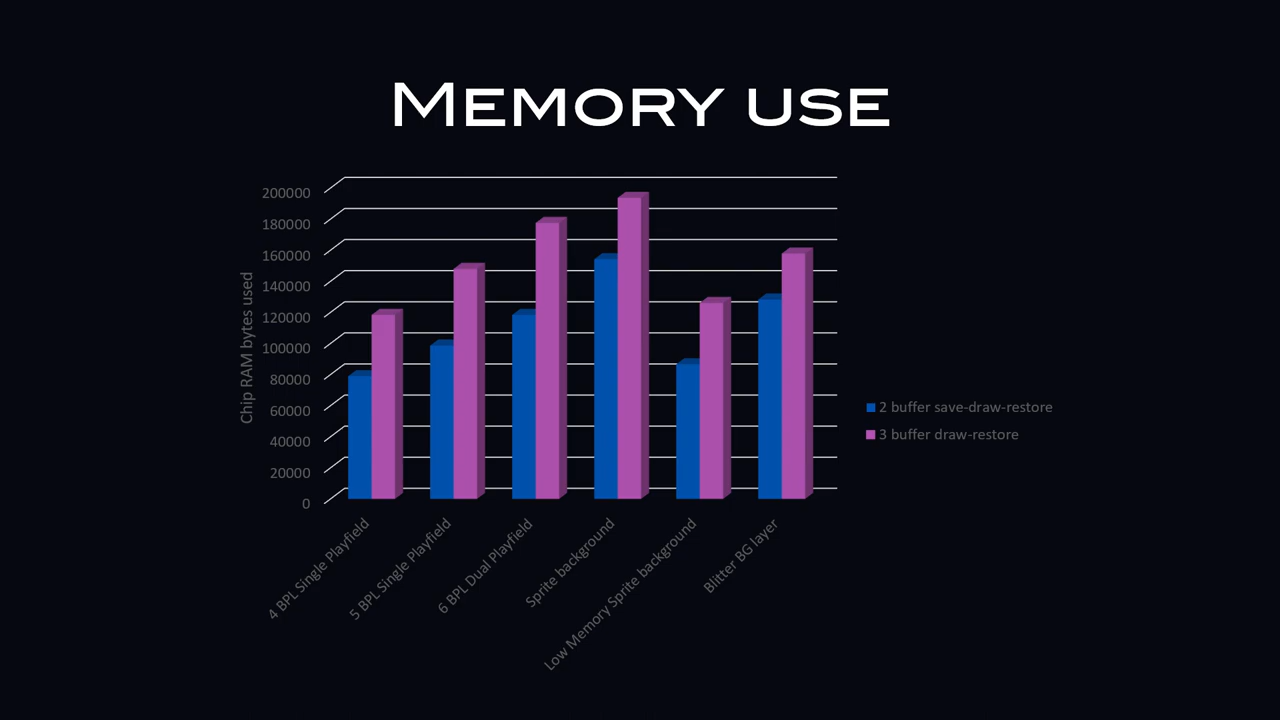 Memory use
200000
180000
160000
140000
120000
100000
80000
60000
40000
20000
0
Chip RAM bytes used
4 BPL Single Playfield
5 BPL Single Playfield
6 BPL Dual Playfield
Sprite background
Low Memory Sprite background
Blitter BG layer
2 buffer save-draw-restore
3 buffer draw-restore